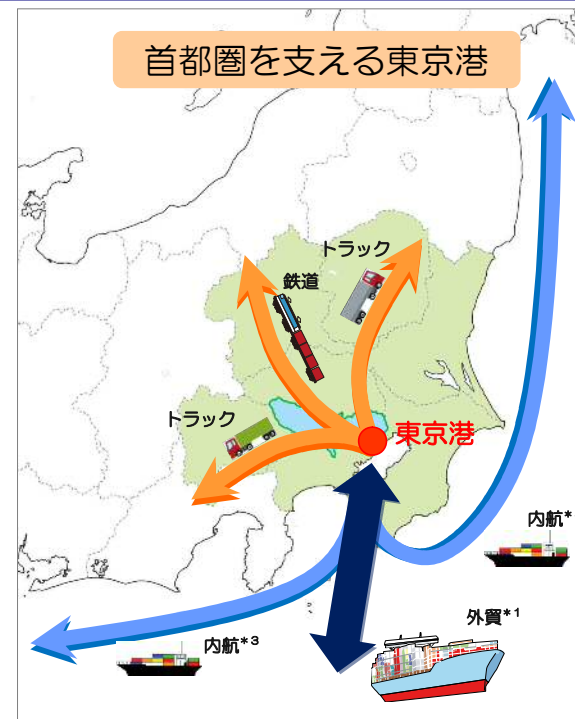 首都圏を支える東京港
トラック
鉄道
トラック
東京港
内航*
外貿*1
内航*3